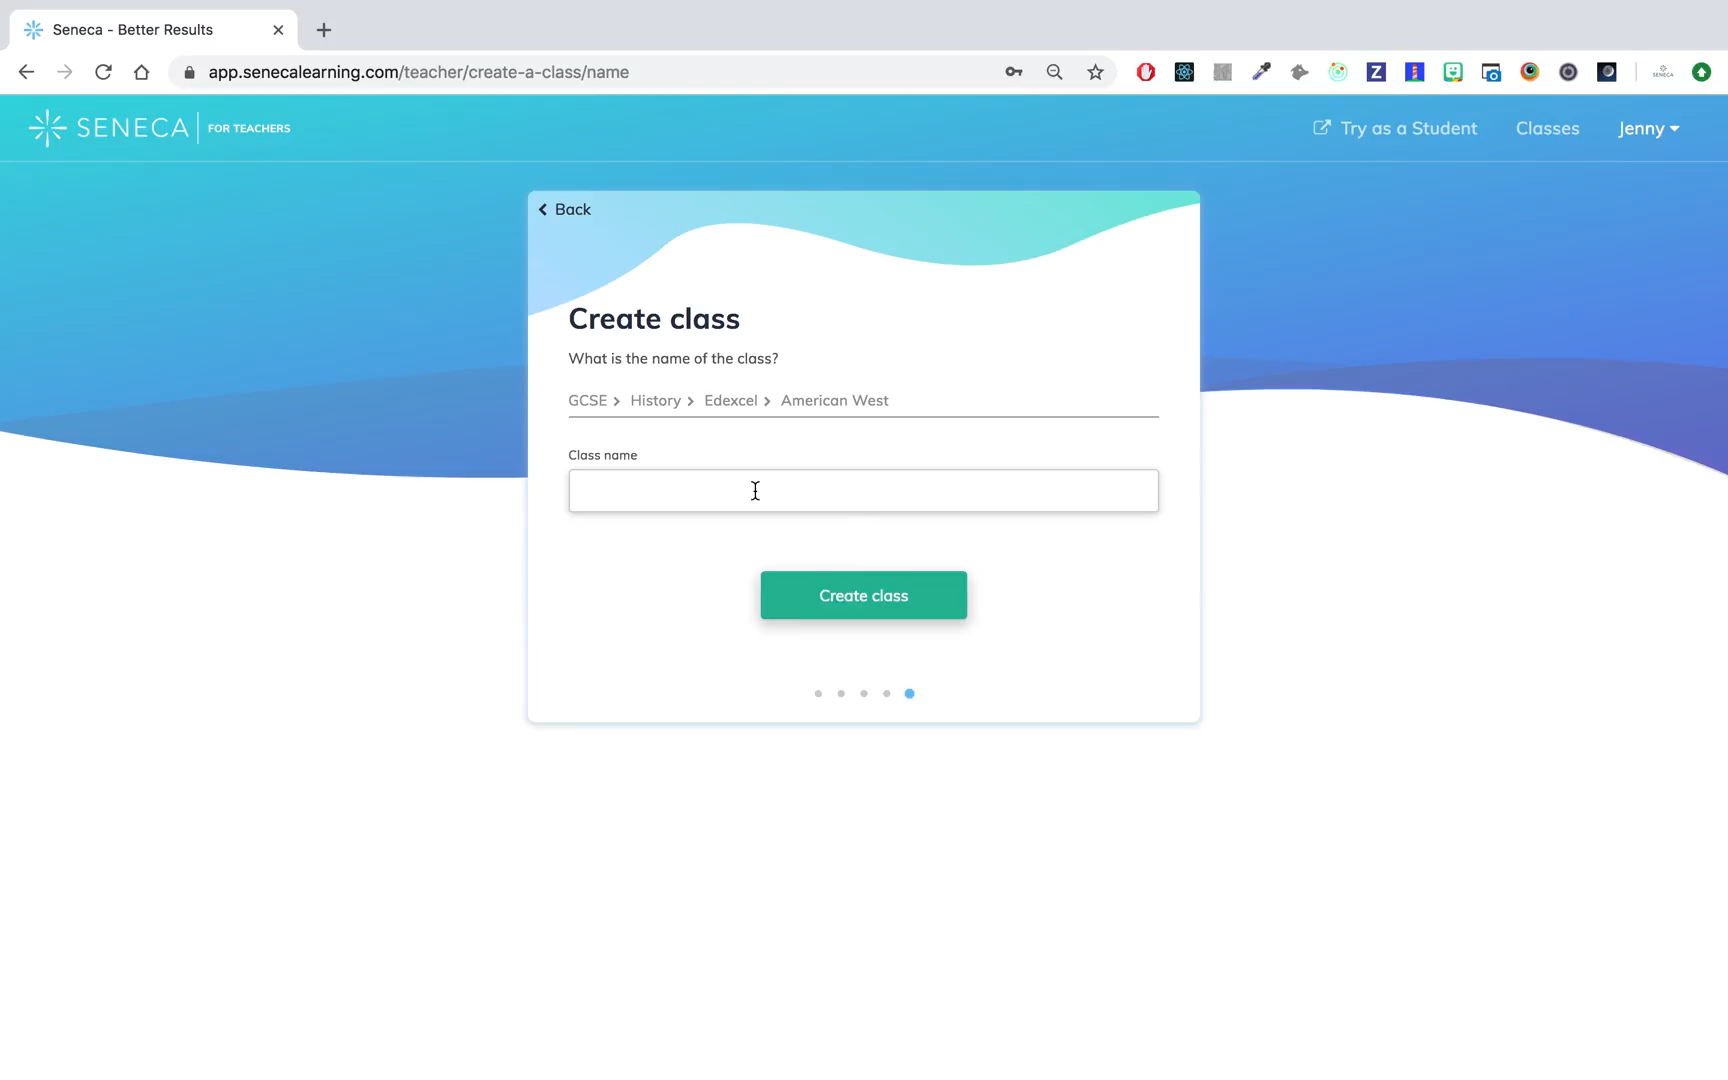 Seneca - Better Results
app.senecalearning.com/teacher/create-a-class/name
SENECA FOR TEACHERS
Try as a Student
Classes
Jenny
Back
Create class
What is the name of the class?
GCSE > History > Edexcel > American West
Class name
Create class